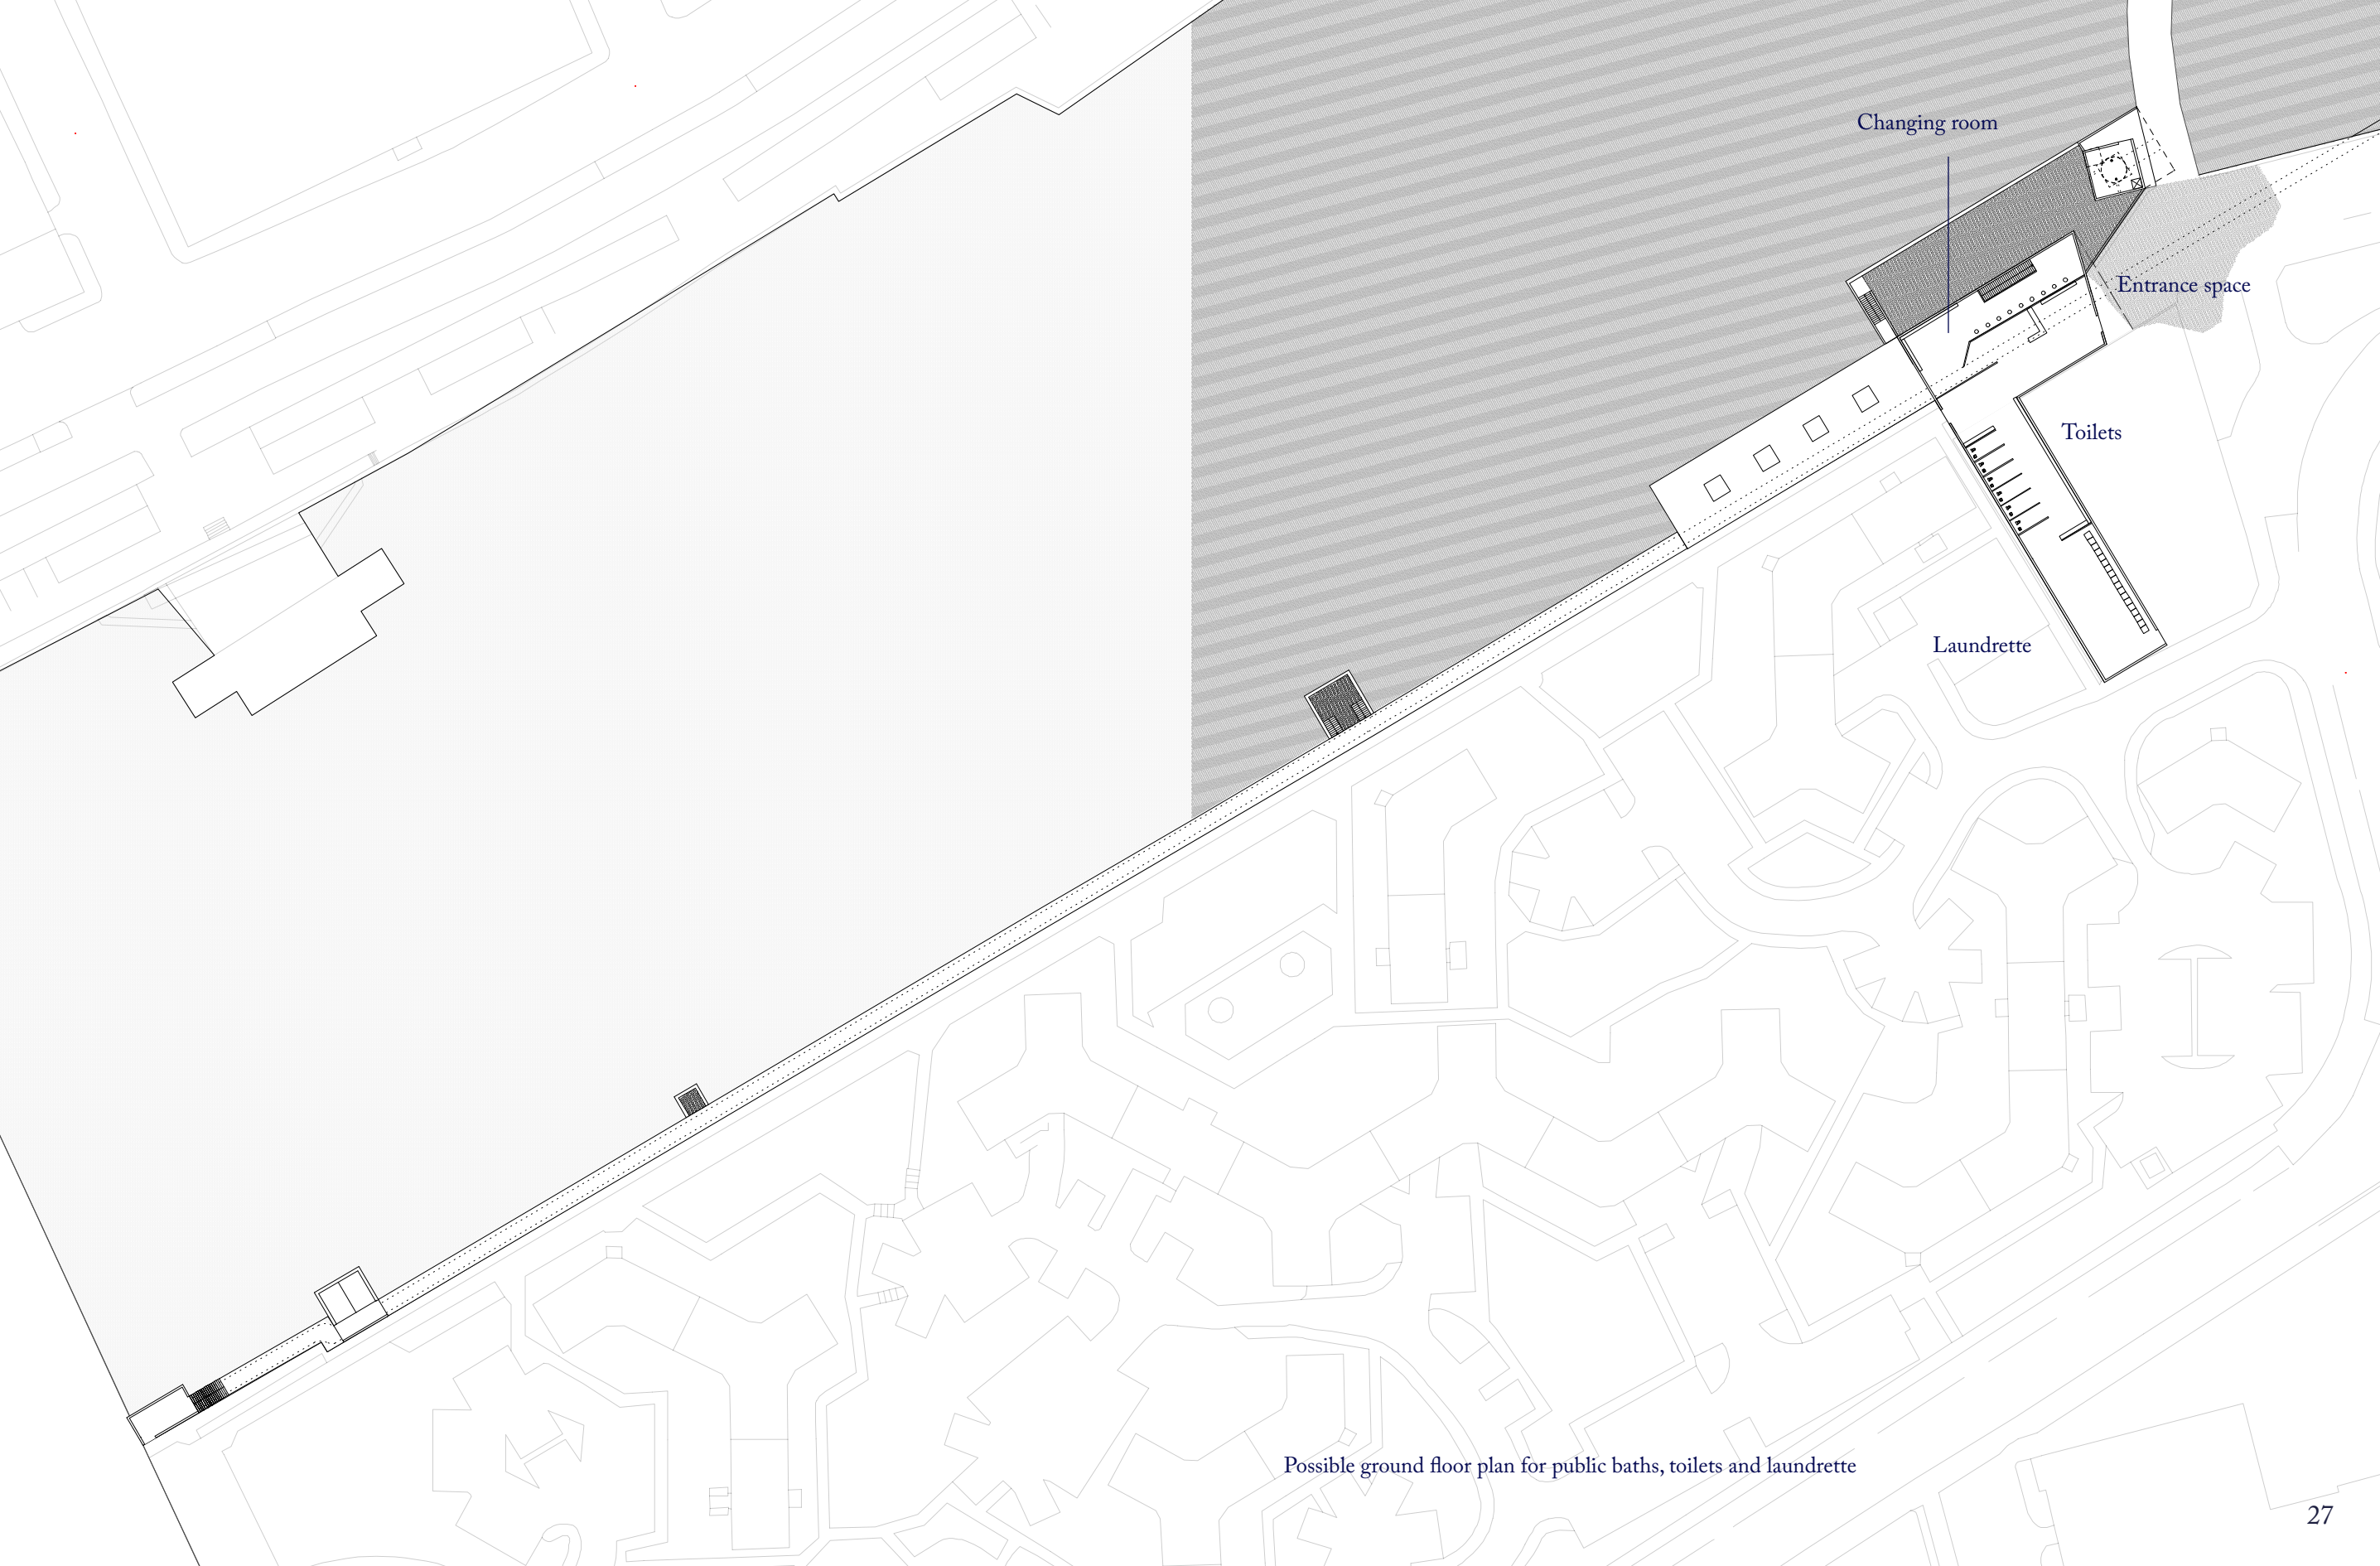 Changing room
Entrance space
Toilets
Laundrette
Possible ground floor plan for public baths, toilets and laundrette
27